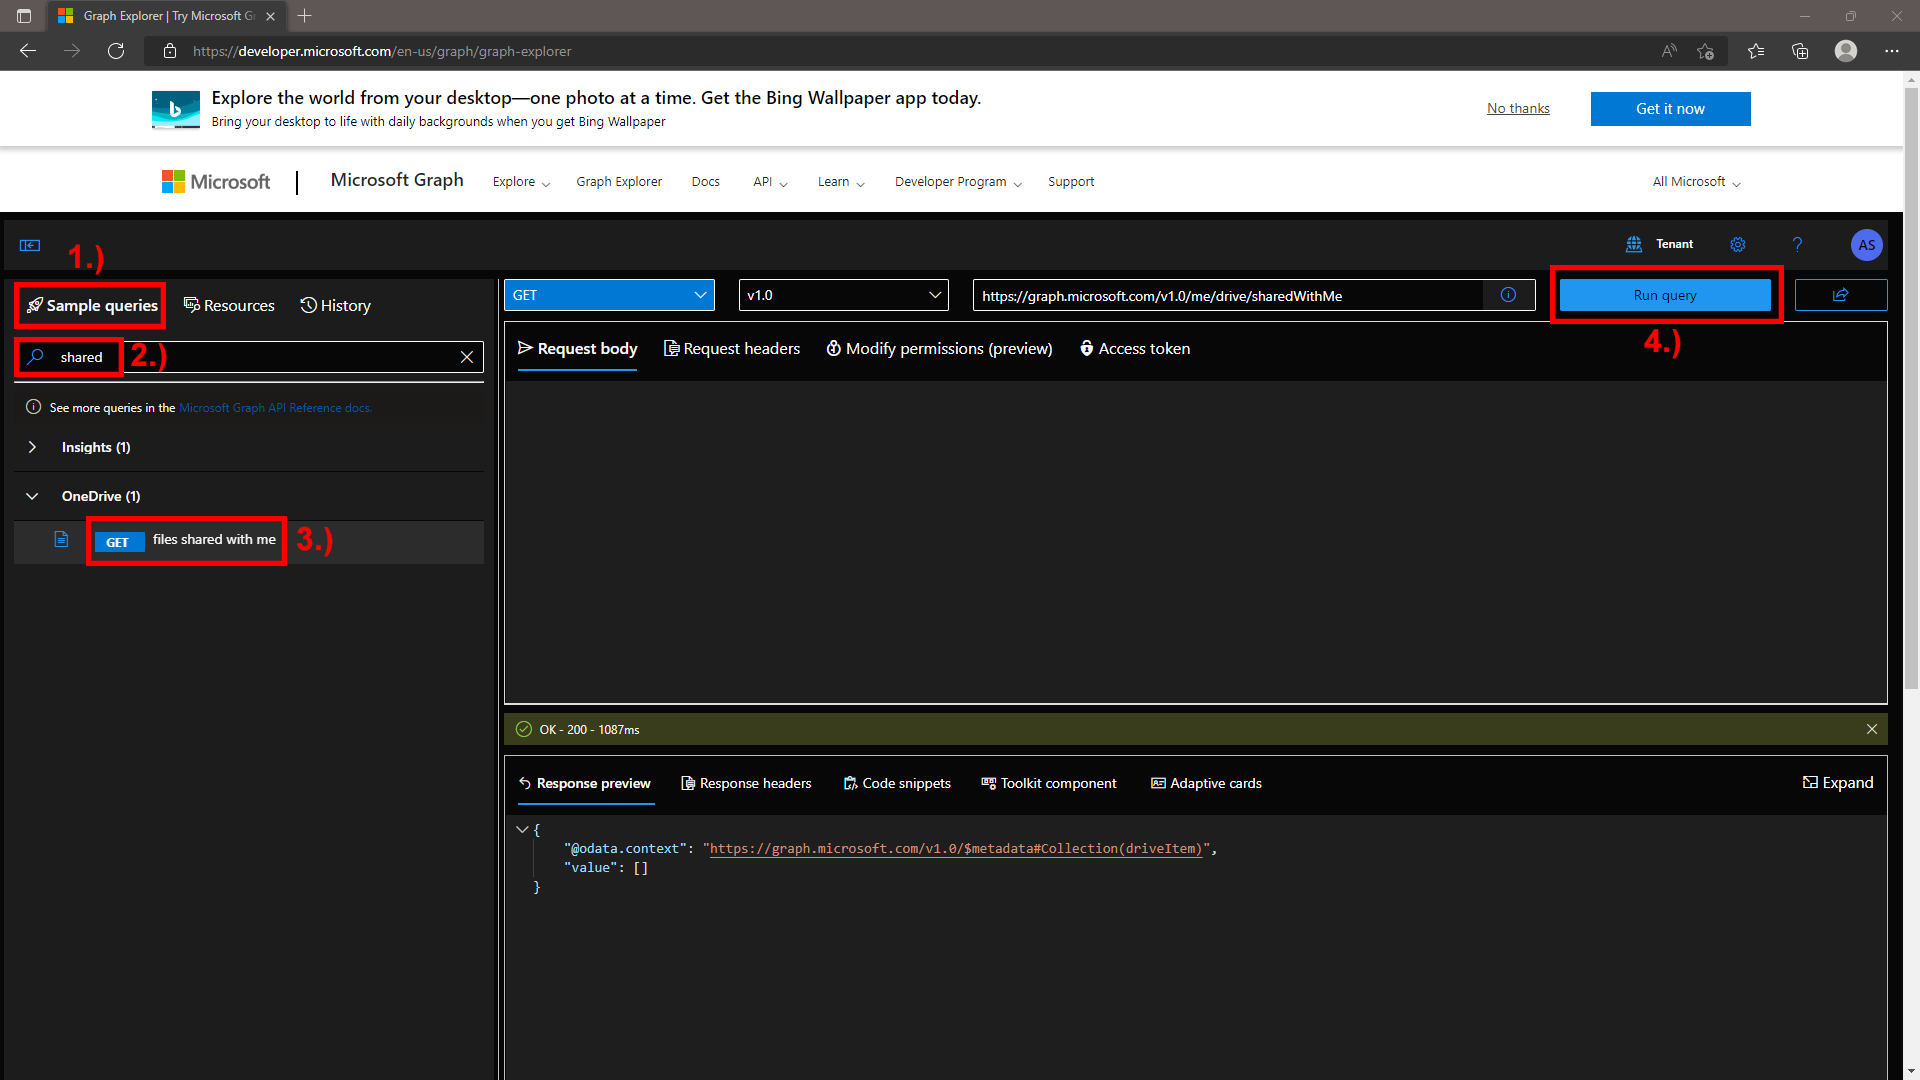 Graph Explorer | Try Microsoft Gr
https://developer.microsoft.com/en-us/graph/graph-explorer
Explore the world from your desktop—one photo at a time. Get the Bing Wallpaper app today.
Bring your desktop to life with daily backgrounds when you get Bing Wallpaper
No thanks
Get it now
Microsoft
Microsoft Graph
Explore
Graph Explorer
Docs
API
Learn
Developer Program
Support
All Microsoft
1.)
Tenant
AS
Sample queries
Resources
History
GET
v1.0
https://graph.microsoft.com/v1.0/me/drive/sharedWithMe
Run query
4.)
shared
2.)
Request body
Request headers
Modify permissions (preview)
Access token
See more queries in the Microsoft Graph API Reference docs.
Insights (1)
OneDrive (1)
GET files shared with me
3.)
OK - 200 - 1087ms
Response preview
Response headers
Code snippets
Toolkit component
Adaptive cards
Expand
{
"@odata.context": "https://graph.microsoft.com/v1.0/$metadata#Collection(driveItem)",
"value": []
}